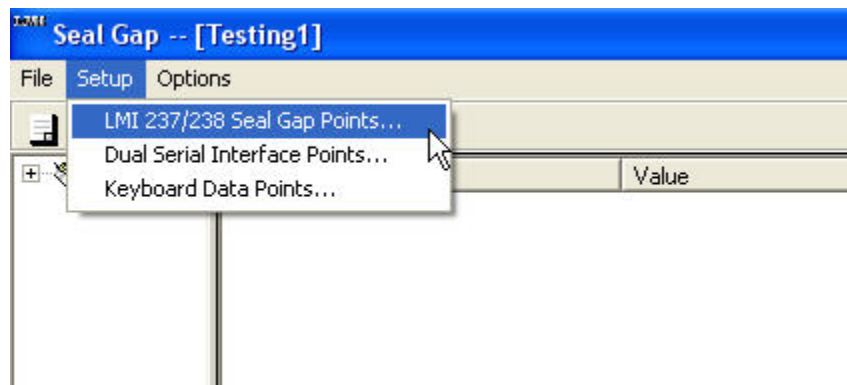 Seal Gap -- [Testing1]
File Setup Options
LMI 237/238 Seal Gap Points...
Dual Serial Interface Points...
Value
Keyboard Data Points...